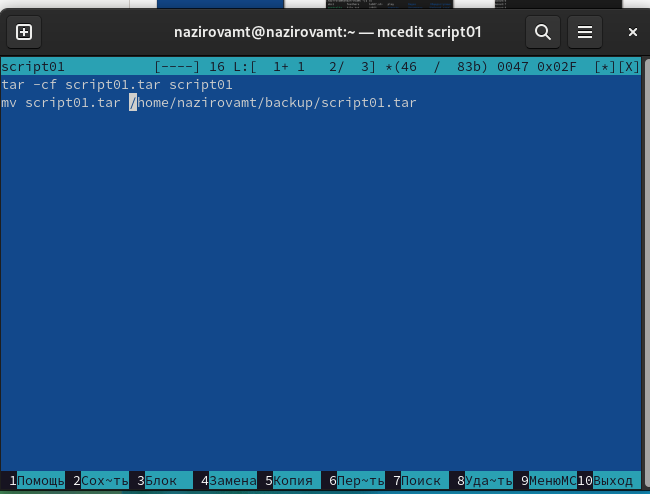 nazirovamt@nazirovamt:~ — mcedit script01
script01 [----] 16 L:[ 1+ 1 2/ 3] *(46 / 83b) 0047 0x02F [*][X]
tar -cf script01.tar script01
mv script01.tar /home/nazirovamt/backup/script01.tar
1Помощь 2Сох~ть 3Блок 4Замена 5Копия 6Пер~ть 7Поиск 8Уда~ть 9МенюMC 10Выход